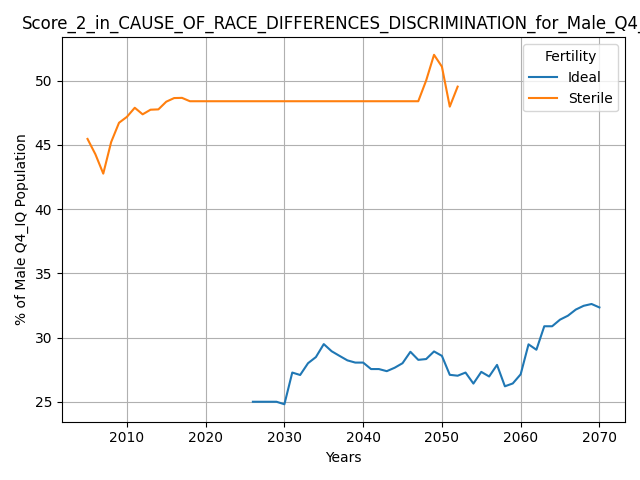 Score_2_in_CAUSE_OF_RACE_DIFFERENCES_DISCRIMINATION_for_Male_Q4_
Fertility
Ideal
Sterile
50
45
40
35
30
25
% of Male Q4_IQ Population
2010
2020
2030
2040
2050
2060
2070
Years